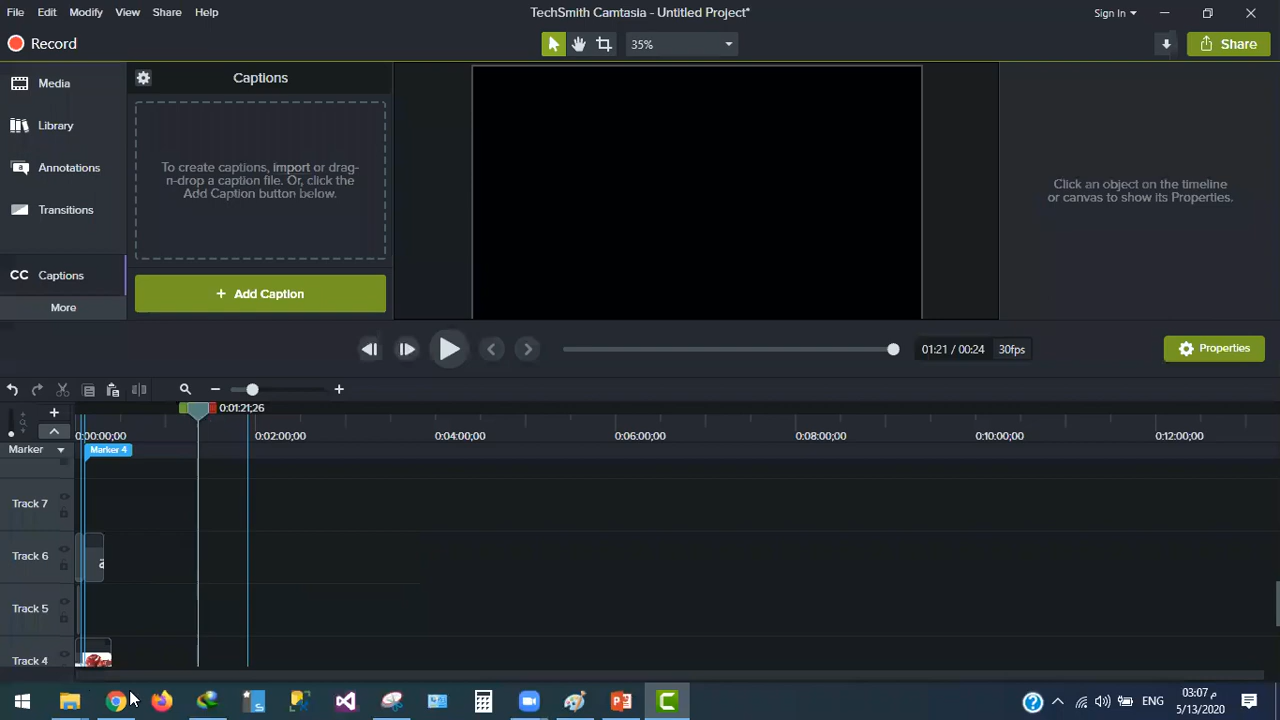 File Edit Modify View Share Help
TechSmith Camtasia - Untitled Project*
Sign In
Record
35%
Share
Media
Library
Annotations
Transitions
CC Captions
More
Captions
To create captions, import or drag-
n-drop a caption file. Or, click the
Add Caption button below.
+ Add Caption
Click an object on the timeline
or canvas to show its Properties.
01:21 / 00:24 30fps
Properties
0:01:21;26
0:00:00;00 0:02:00;00 0:04:00;00 0:06:00;00 0:08:00;00 0:10:00;00 0:12:00;00
Marker
Marker 4
Track 7
Track 6
a
Track 5
Track 4
ENG
03:07 م
5/13/2020